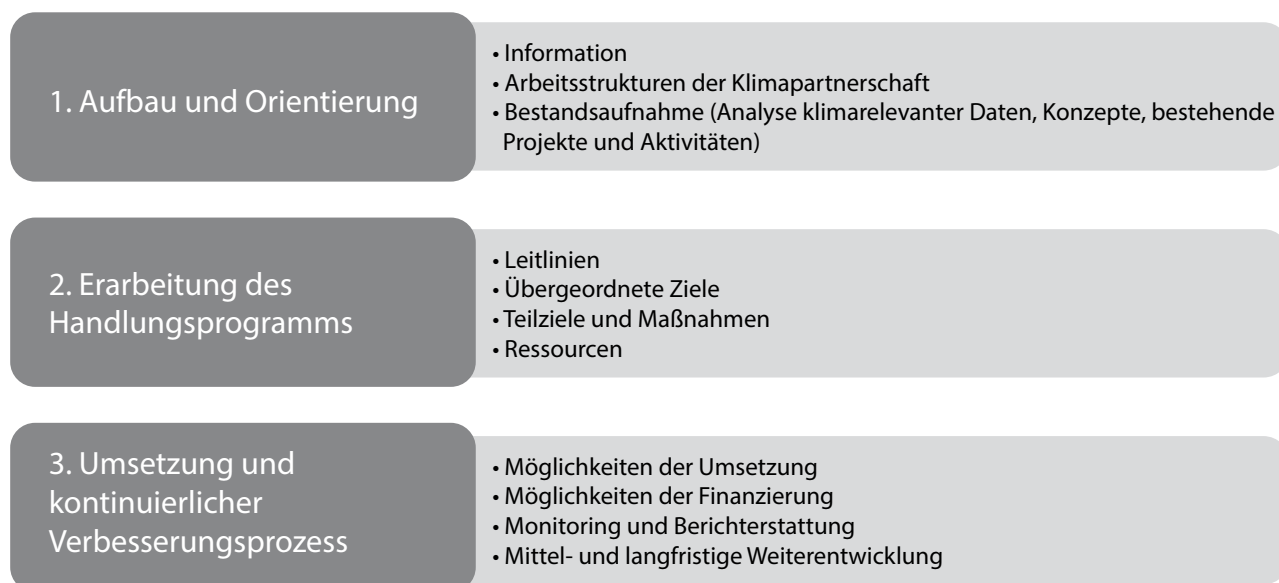 1. Aufbau und Orientierung
• Information
• Arbeitsstrukturen der Klimapartnerschaft
• Bestandsaufnahme (Analyse klimarelevanter Daten, Konzepte, bestehende
Projekte und Aktivitäten)
2. Erarbeitung des
Handlungsprogramms
• Leitlinien
• Übergeordnete Ziele
• Teilziele und Maßnahmen
• Ressourcen
3. Umsetzung und
kontinuierlicher
Verbesserungsprozess
• Möglichkeiten der Umsetzung
• Möglichkeiten der Finanzierung
• Monitoring und Berichterstattung
• Mittel- und langfristige Weiterentwicklung